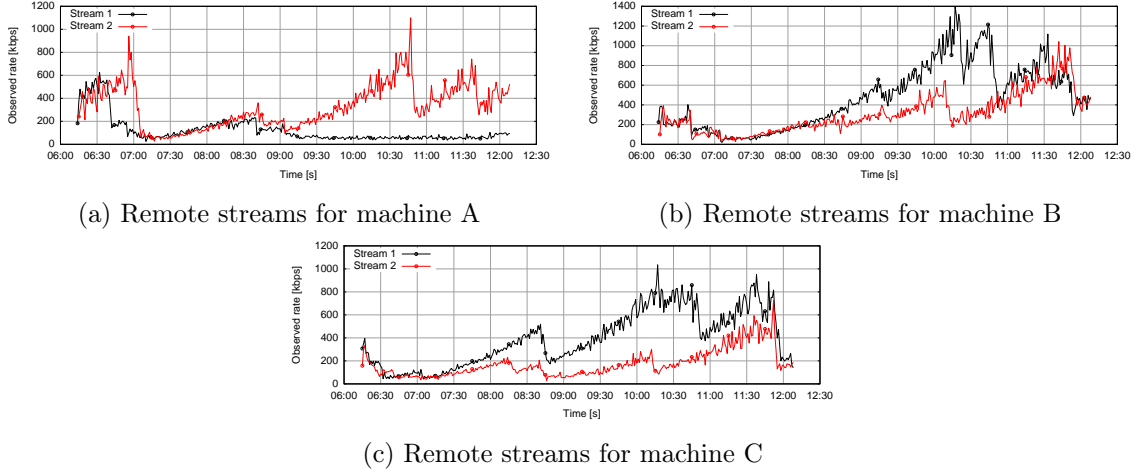 Stream 1
Stream 2
Observed rate [kbps]
1200
1000
800
600
400
200
0
06:00 06:30 07:00 07:30 08:00 08:30 09:00 09:30 10:00 10:30 11:00 11:30 12:00 12:30
Time [s]
(a) Remote streams for machine A
Stream 1
Stream 2
Observed rate [kbps]
1400
1200
1000
800
600
400
200
0
06:00 06:30 07:00 07:30 08:00 08:30 09:00 09:30 10:00 10:30 11:00 11:30 12:00 12:30
Time [s]
(b) Remote streams for machine B
Stream 1
Stream 2
Observed rate [kbps]
1200
1000
800
600
400
200
0
06:00 06:30 07:00 07:30 08:00 08:30 09:00 09:30 10:00 10:30 11:00 11:30 12:00 12:30
Time [s]
(c) Remote streams for machine C